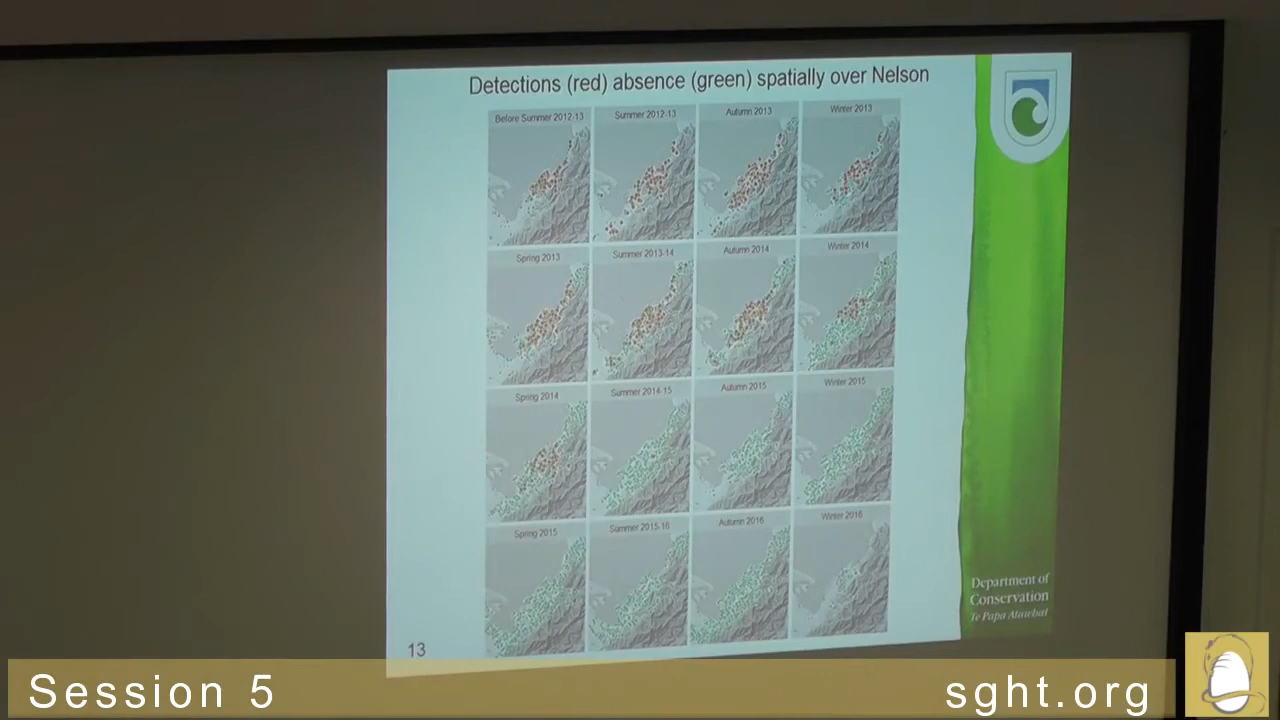 Detections (red) absence (green) spatially over Nelson
Before Summer 2012-13
Summer 2012-13
Autumn 2013
Winter 2013
Spring 2013
Summer 2013-14
Autumn 2014
Winter 2014
Spring 2014
Summer 2014-15
Autumn 2015
Winter 2015
Spring 2015
Summer 2015-16
Autumn 2016
Winter 2016
Department of
Conservation
Te Papa Atawhai
13
Session 5
sght.org